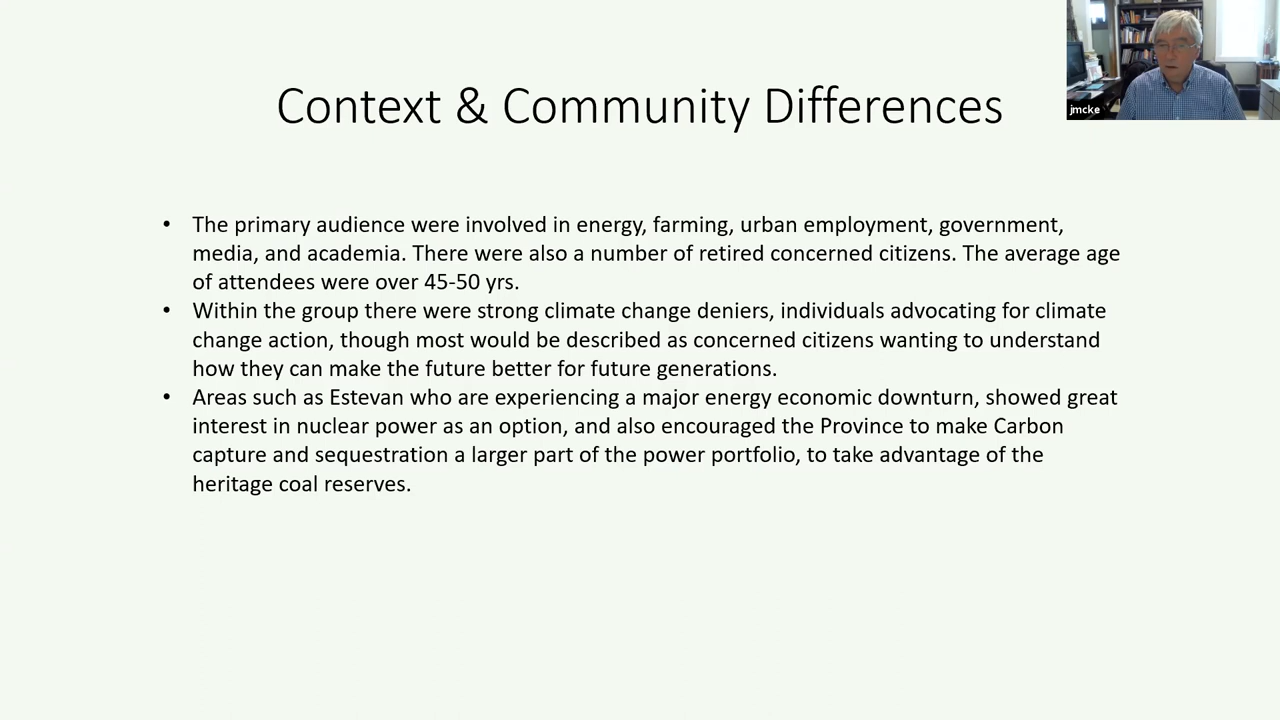 Context & Community Differences
jmcke
• The primary audience were involved in energy, farming, urban employment, government,
media, and academia. There were also a number of retired concerned citizens. The average age
of attendees were over 45-50 yrs.
• Within the group there were strong climate change deniers, individuals advocating for climate
change action, though most would be described as concerned citizens wanting to understand
how they can make the future better for future generations.
• Areas such as Estevan who are experiencing a major energy economic downturn, showed great
interest in nuclear power as an option, and also encouraged the Province to make Carbon
capture and sequestration a larger part of the power portfolio, to take advantage of the
heritage coal reserves.